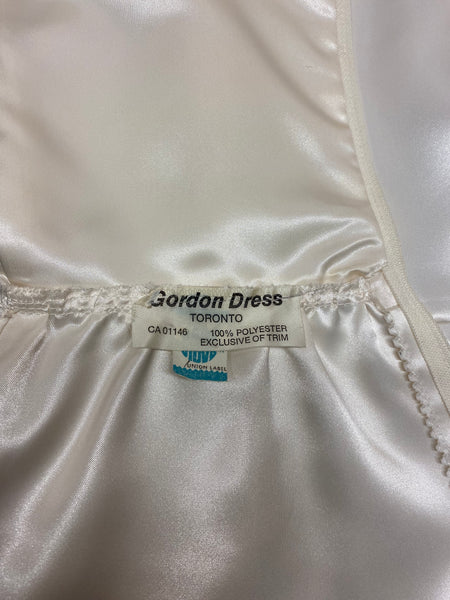 Gordon Dress
TORONTO
CA 01146 100% POLYESTER
EXCLUSIVE OF TRIM
UNION LABEL